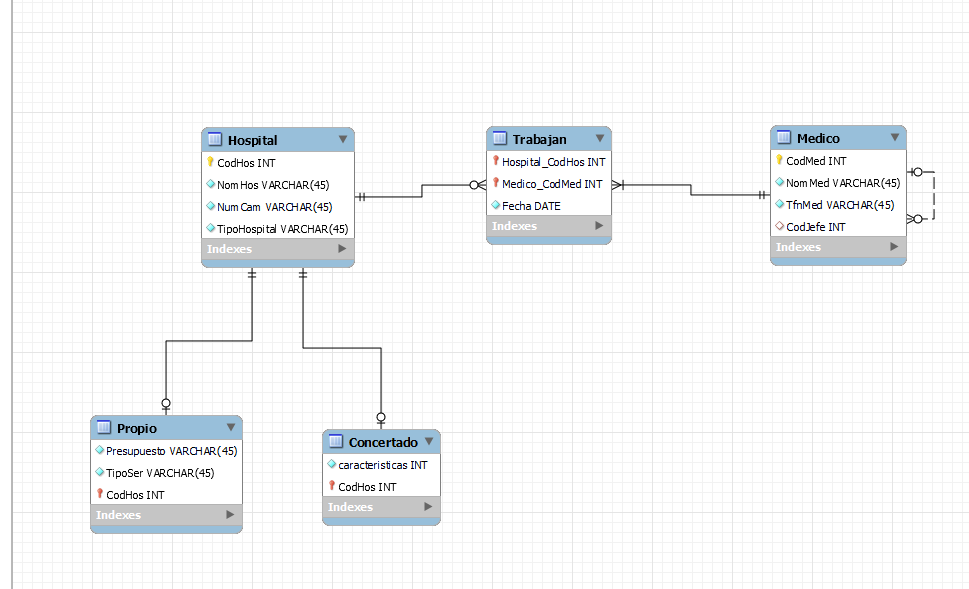 Hospital
CodHos INT
NomHos VARCHAR(45)
NumCam VARCHAR(45)
TipoHospital VARCHAR(45)
Indexes
Trabajan
Hospital_CodHos INT
Medico_CodMed INT
Fecha DATE
Indexes
Medico
CodMed INT
NomMed VARCHAR(45)
TfnMed VARCHAR(45)
CodJefe INT
Indexes
Propio
Presupuesto VARCHAR(45)
TipoSer VARCHAR(45)
CodHos INT
Indexes
Concertado
caracteristicas INT
CodHos INT
Indexes